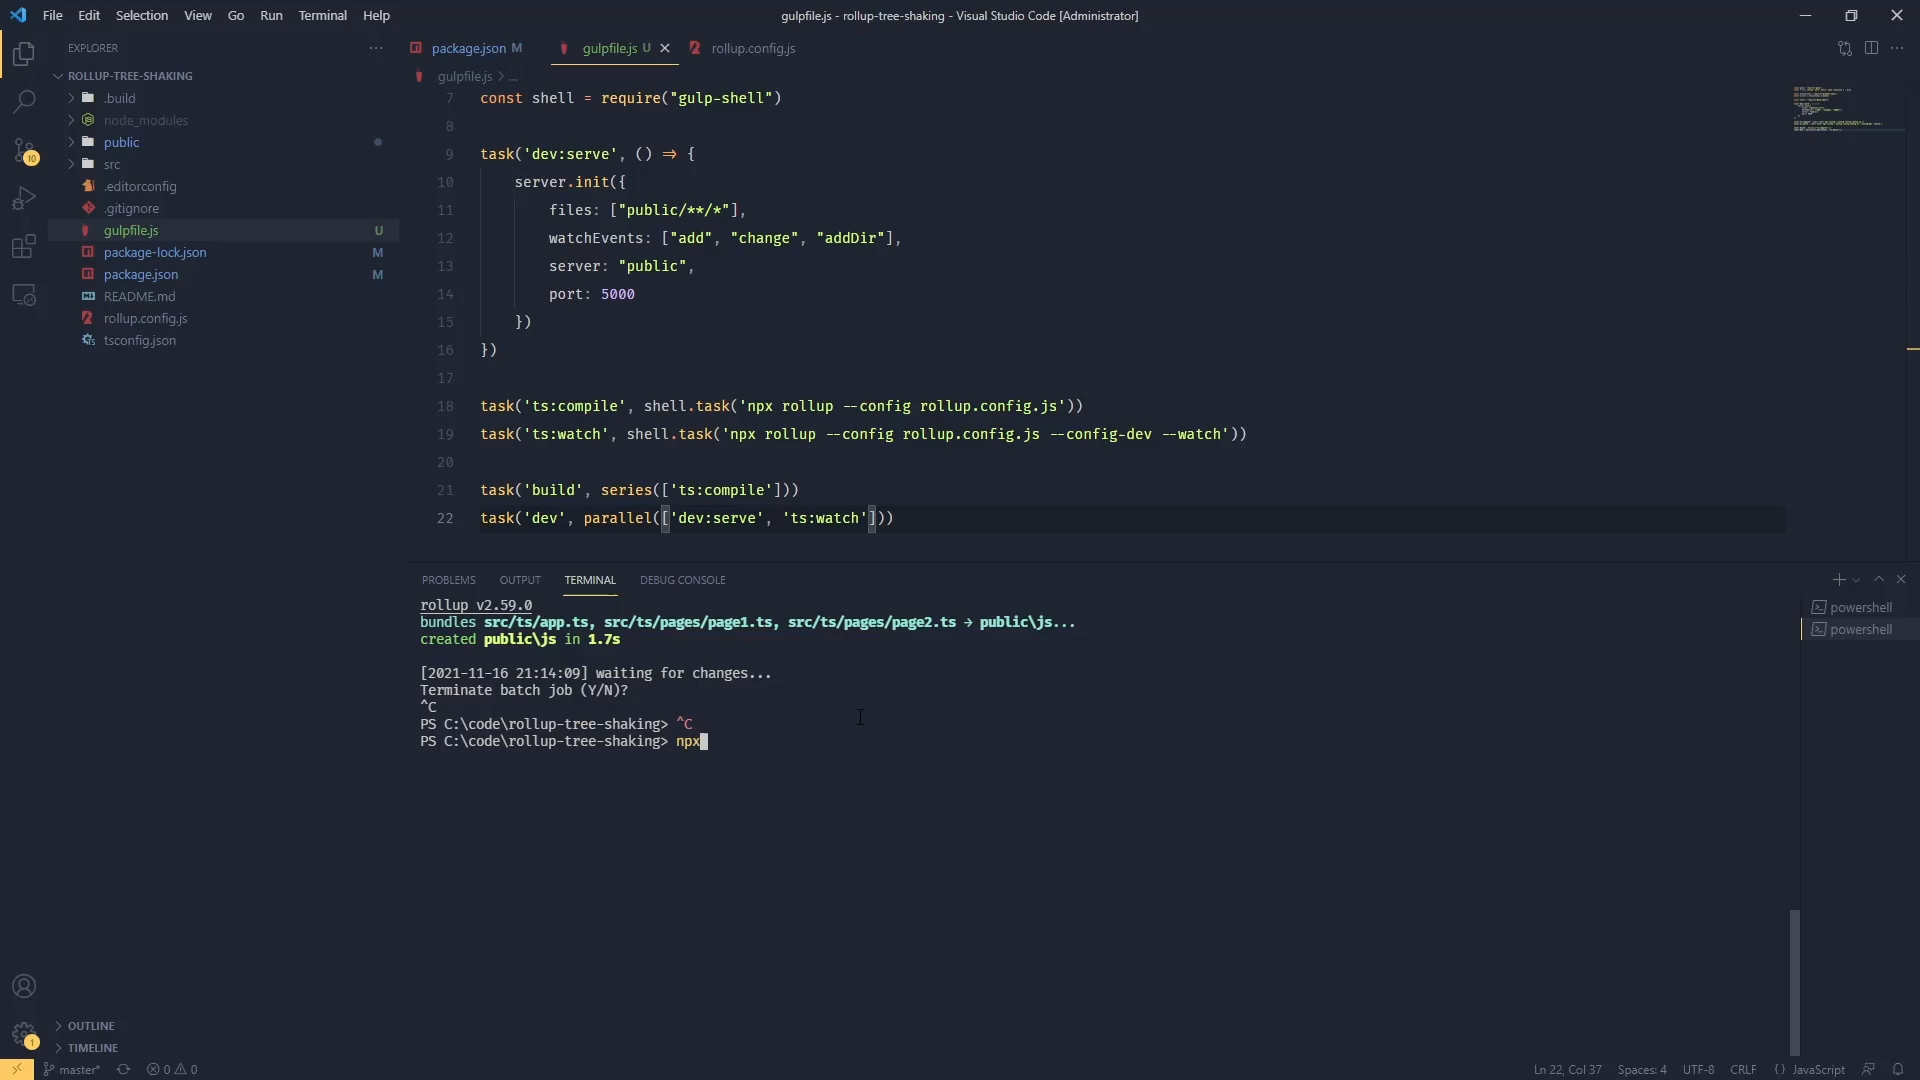 File Edit Selection View Go Run Terminal Help
gulpfile.js - rollup-tree-shaking - Visual Studio Code [Administrator]
EXPLORER
ROLLUP-TREE-SHAKING
.build
node_modules
public
src
.editorconfig
.gitignore
gulpfile.js U
package-lock.json M
package.json M
README.md
rollup.config.js
tsconfig.json
10
1
OUTLINE
TIMELINE
package.json M gulpfile.js U rollup.config.js
gulpfile.js > ...
7 const shell = require("gulp-shell")
8
9 task('dev:serve', () => {
10 server.init({
11 files: ["public/**/*"],
12 watchEvents: ["add", "change", "addDir"],
13 server: "public",
14 port: 5000
15 })
16 })
17
18 task('ts:compile', shell.task('npx rollup --config rollup.config.js'))
19 task('ts:watch', shell.task('npx rollup --config rollup.config.js --config-dev --watch'))
20
21 task('build', series(['ts:compile']))
22 task('dev', parallel(['dev:serve', 'ts:watch']))
PROBLEMS OUTPUT TERMINAL DEBUG CONSOLE
rollup v2.59.0
bundles src/ts/app.ts, src/ts/pages/page1.ts, src/ts/pages/page2.ts → public\js...
created public\js in 1.7s
[2021-11-16 21:14:09] waiting for changes...
Terminate batch job (Y/N)?
^C
PS C:\code\rollup-tree-shaking> ^C
PS C:\code\rollup-tree-shaking> npx
powershell
powershell
master* 0 0
Ln 22, Col 37 Spaces: 4 UTF-8 CRLF {} JavaScript